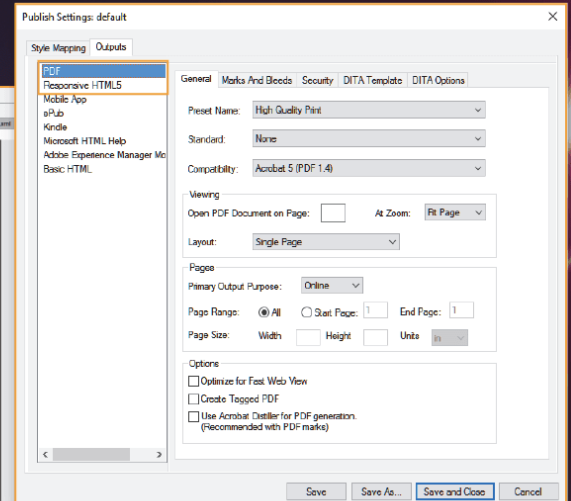 Publish Settings: default
Style Mapping Outputs
PDF
Responsive HTML5
Mobile App
ePub
Kindle
Microsoft HTML Help
Adobe Experience Manager Mo
Basic HTML
General Marks And Bleeds Security DITA Template DITA Options
Preset Name: High Quality Print
Standard: None
Compatibility: Acrobat 5 (PDF 1.4)
Viewing
Open PDF Document on Page: At Zoom: Fit Page
Layout: Single Page
Pages
Primary Output Purpose: Online
Page Range: All Start Page: 1 End Page: 1
Page Size: Width Height Units in
Options
Optimize for Fast Web View
Create Tagged PDF
Use Acrobat Distiller for PDF generation.
(Recommended with PDF marks)
Save Save As... Save and Close Cancel